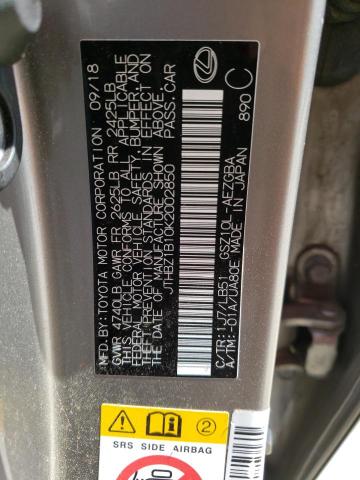 MFD. BY: TOYOTA MOTOR CORPORATION 09/18
GVWR 4740LB GAWR FR 2625LB RR 2425LB
THIS VEHICLE CONFORMS TO ALL APPLICABLE
FEDERAL MOTOR VEHICLE SAFETY, BUMPER, AND
THEFT PREVENTION STANDARDS IN EFFECT
ON THE DATE OF MANUFACTURE SHOWN ABOVE.
JTHBZ1B10K2002850 PASS. CAR
C/TR: 1J7/LB51 GSZ10L -AEZGBA
A/TM: -01A/UA80E MADE IN JAPAN 890 C
2
SRS SIDE AIRBAG